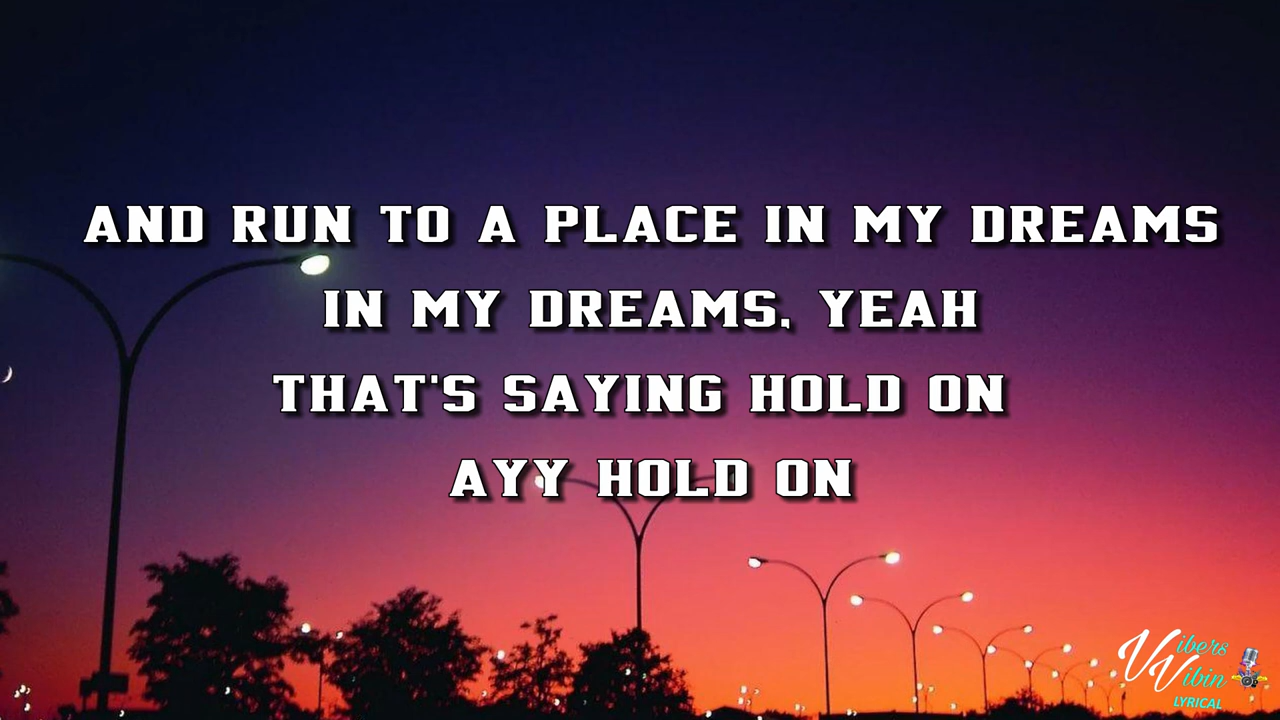 AND RUN TO A PLACE IN MY DREAMS
IN MY DREAMS, YEAH
THAT'S SAYING HOLD ON
AYY HOLD ON
Vibers
Vibin
LYRICAL